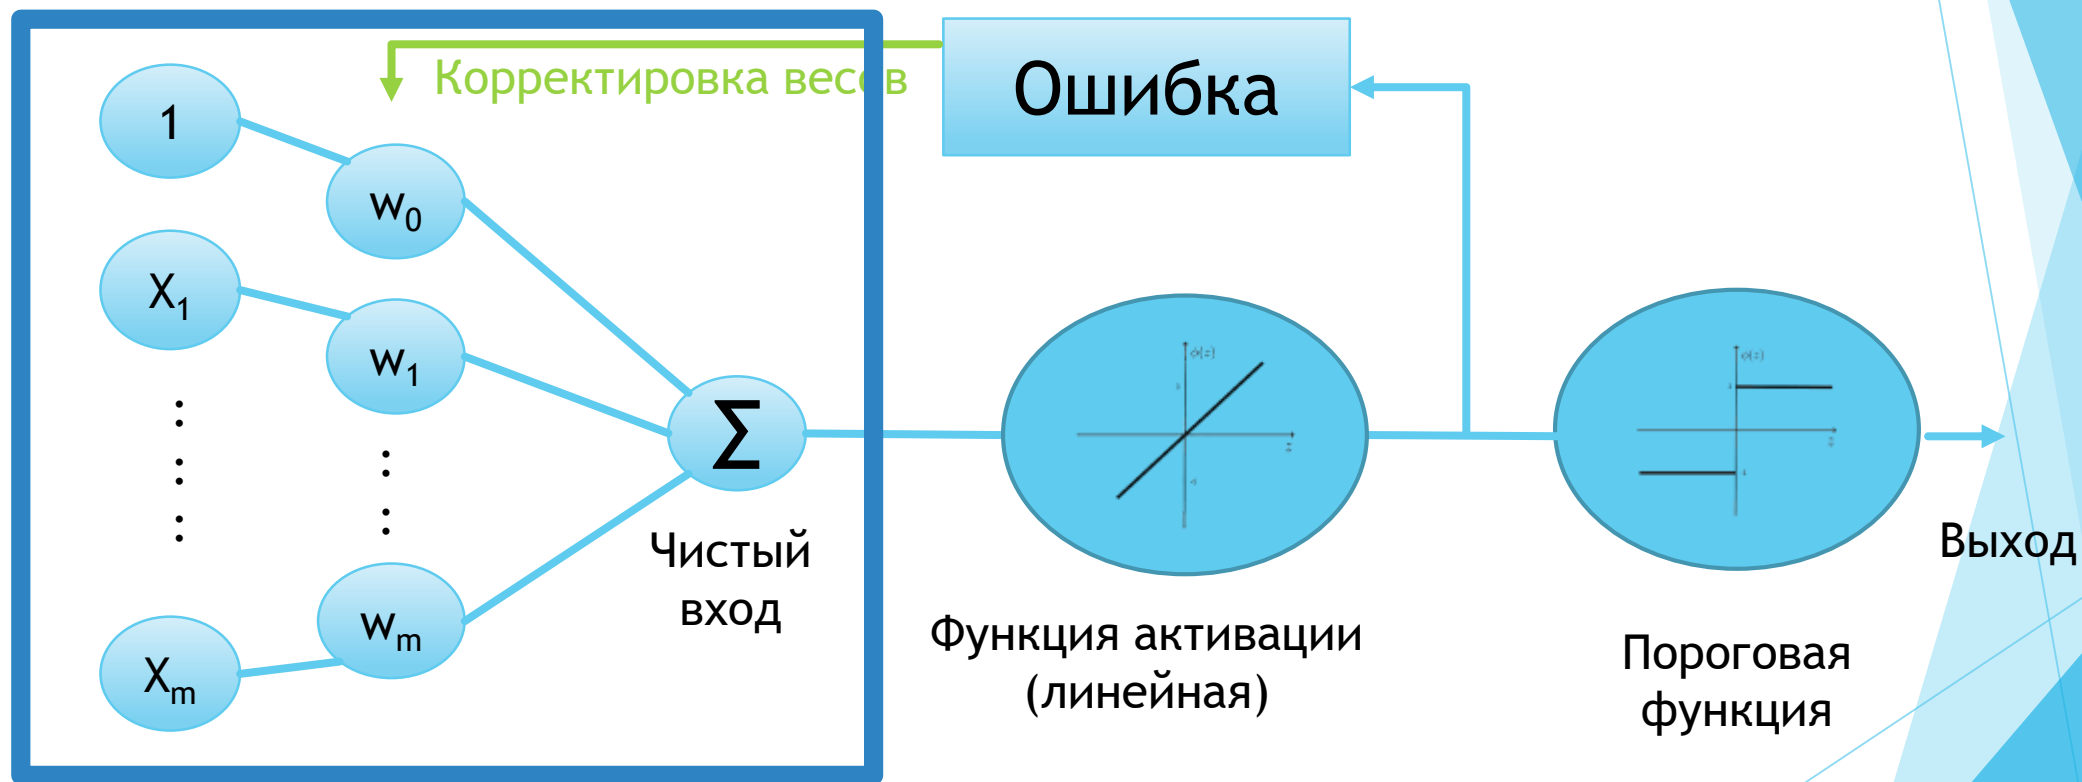 Корректировка весов
Ошибка
1
w0
X1
w1
⋮
⋮
Σ
Xm
wm
Чистый
вход
ϕ(z)
z
Функция активации
(линейная)
ϕ(z)
z
Пороговая
функция
Выход